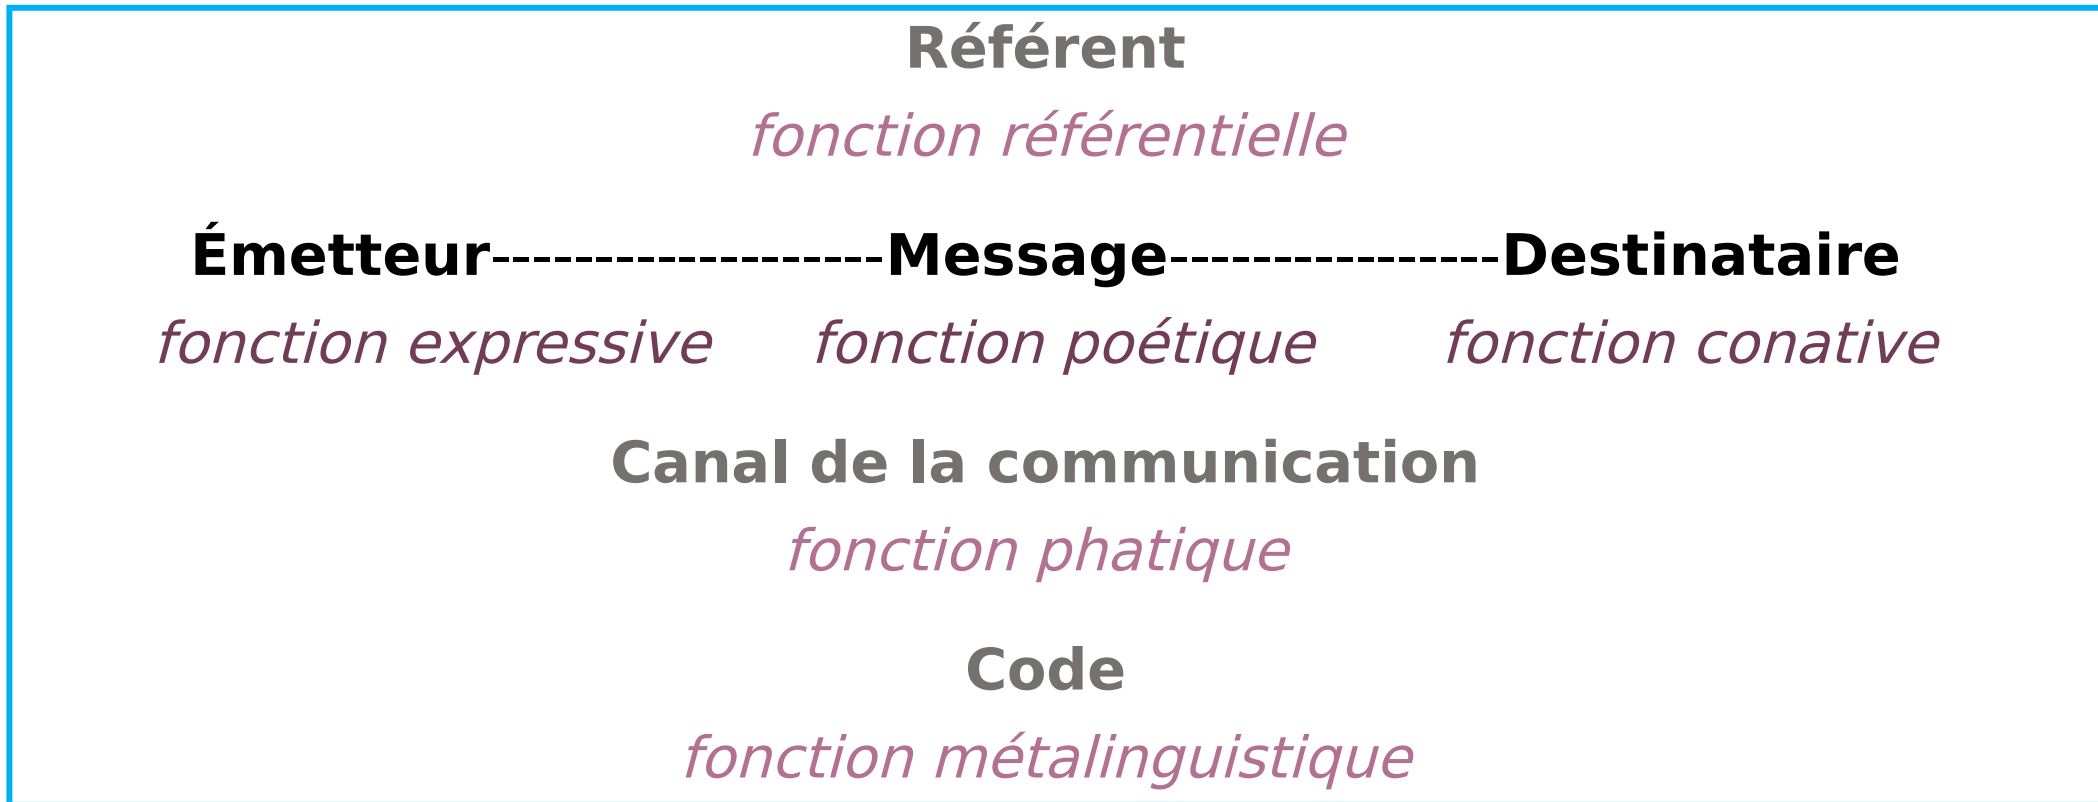 Référent
fonction référentielle
Émetteur-------------------Message----------------Destinataire
fonction expressive fonction poétique fonction conative
Canal de la communication
fonction phatique
Code
fonction métalinguistique